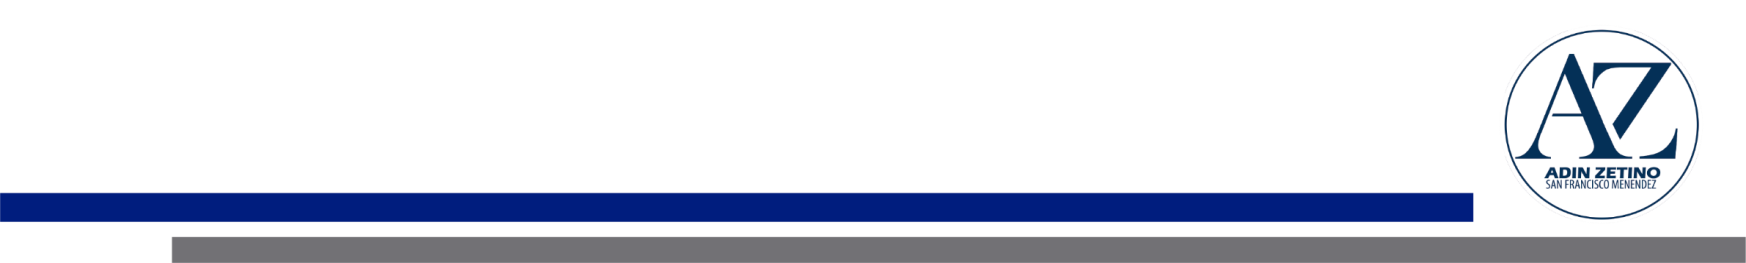 AZ
ADIN ZETINO
SAN FRANCISCO MENENDEZ